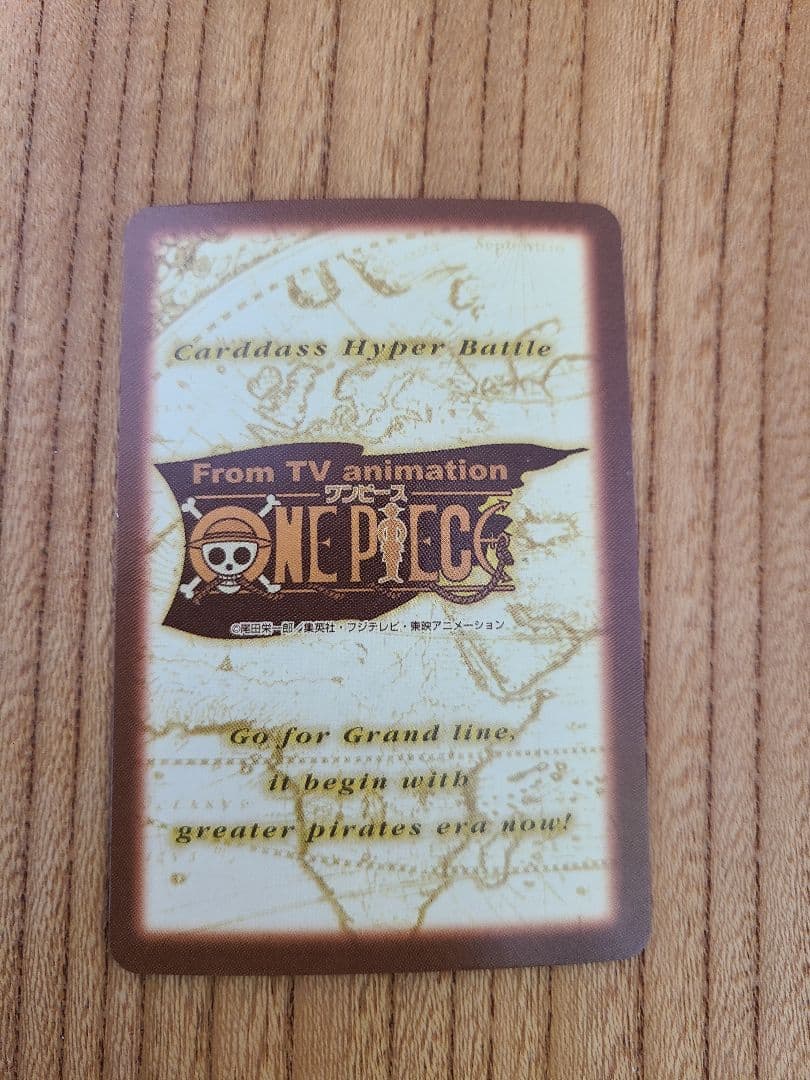 Septentrio
Carddass Hyper Battle
From TV animation
ワンピース
ONE PIECE
©尾田栄一郎／集英社・フジテレビ・東映アニメーション
Go for Grand line,
it begin with
greater pirates era now!